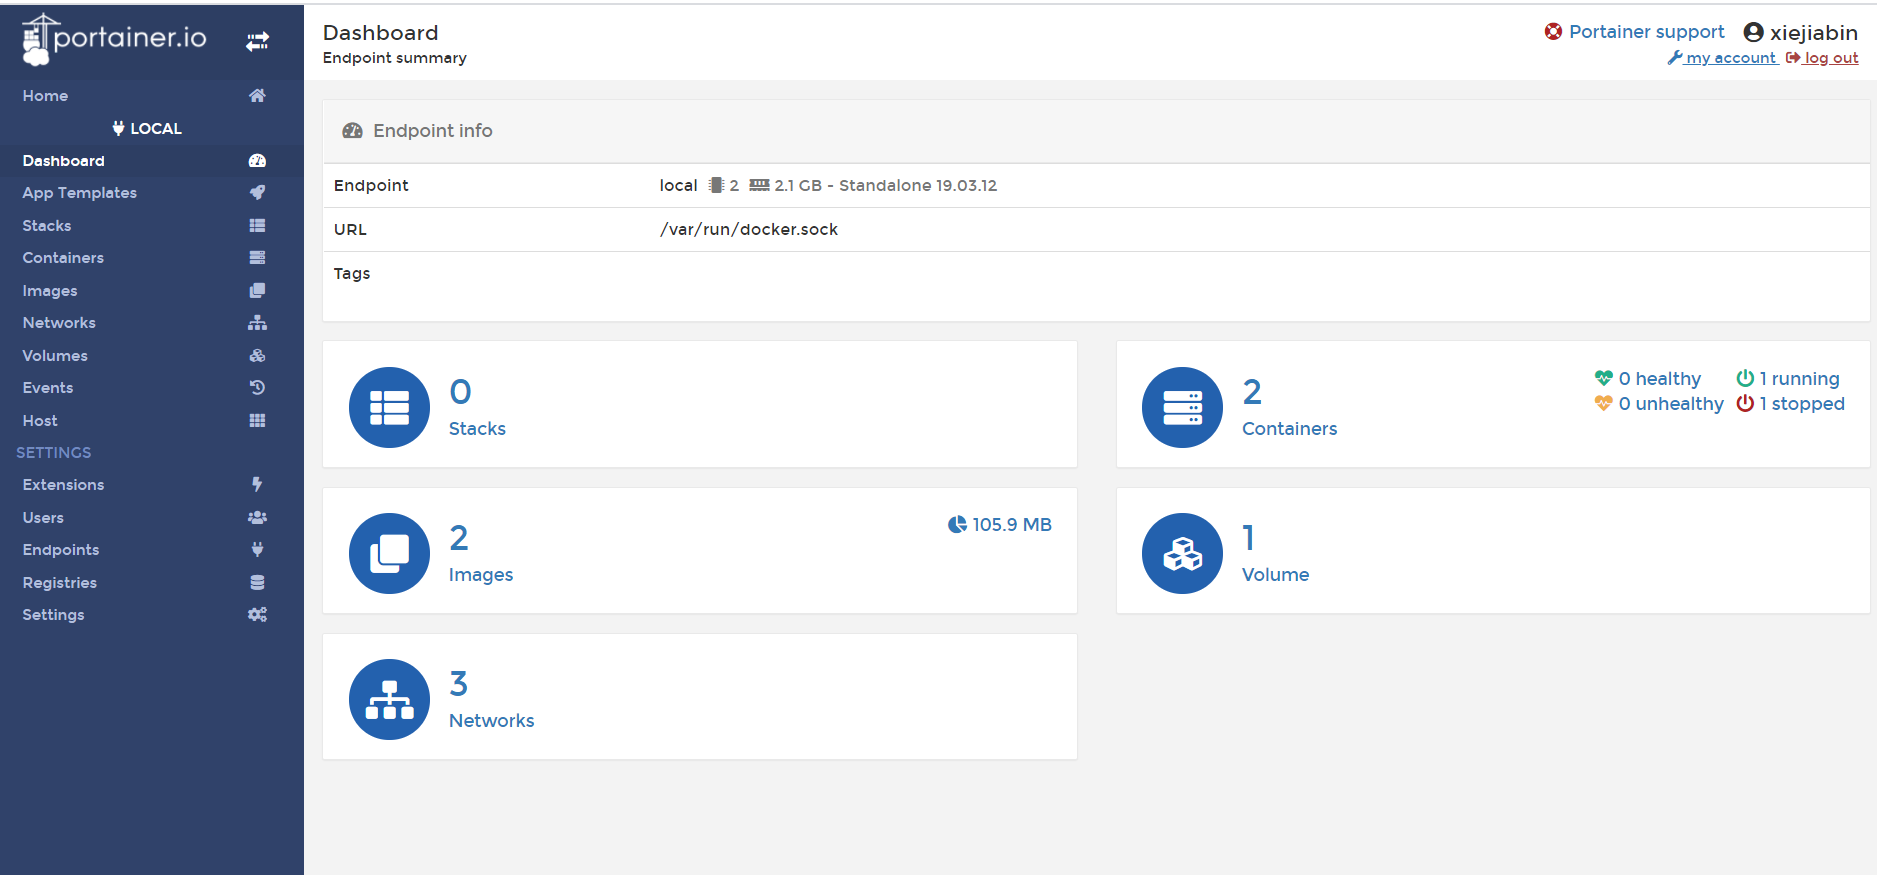 portainer.io
Home
LOCAL
Dashboard
App Templates
Stacks
Containers
Images
Networks
Volumes
Events
Host
SETTINGS
Extensions
Users
Endpoints
Registries
Settings
Dashboard
Endpoint summary
Portainer support xiejiabin
my account log out
Endpoint info
Endpoint local 2 2.1 GB - Standalone 19.03.12
URL /var/run/docker.sock
Tags
0
Stacks
2
Containers
0 healthy 1 running
0 unhealthy 1 stopped
2
Images
105.9 MB
1
Volume
3
Networks